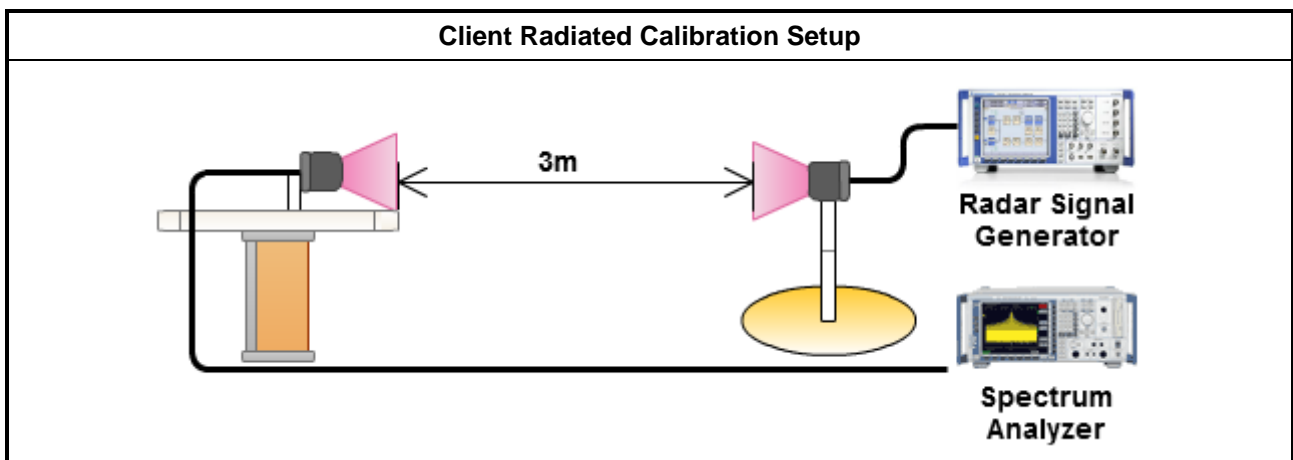 Client Radiated Calibration Setup
3m
Radar Signal
Generator
Spectrum
Analyzer